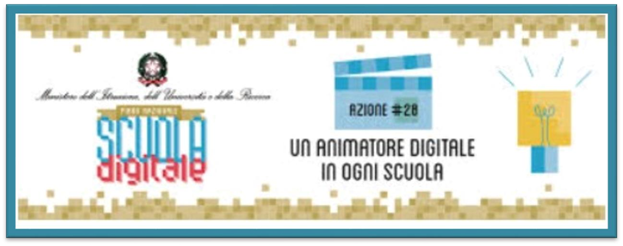 Ministero dell'Istruzione, dell'Università e della Ricerca
PIANO NAZIONALE
SCUOLA
digitale
AZIONE #28
UN ANIMATORE DIGITALE
IN OGNI SCUOLA